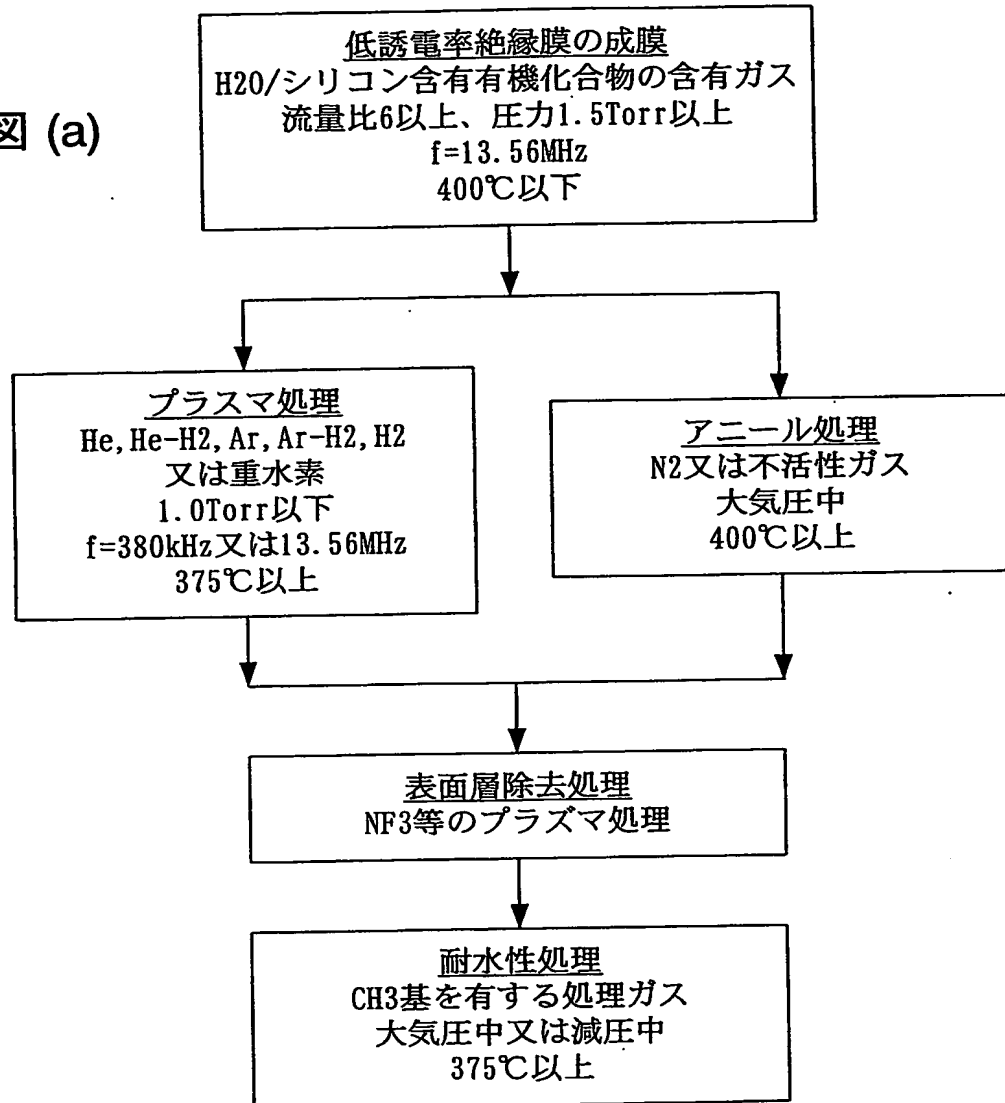 図 (a)
低誘電率絶縁膜の成膜
H2O/シリコン含有有機化合物の含有ガス
流量比6以上、圧力1.5Torr以上
f=13.56MHz
400℃以下
プラスマ処理
He,He-H2,Ar,Ar-H2,H2
又は重水素
1.0Torr以下
f=380kHz又は13.56MHz
375℃以上
アニール処理
N2又は不活性ガス
大気圧中
400℃以上
表面層除去処理
NF3等のプラズマ処理
耐水性処理
CH3基を有する処理ガス
大気圧中又は減圧中
375℃以上